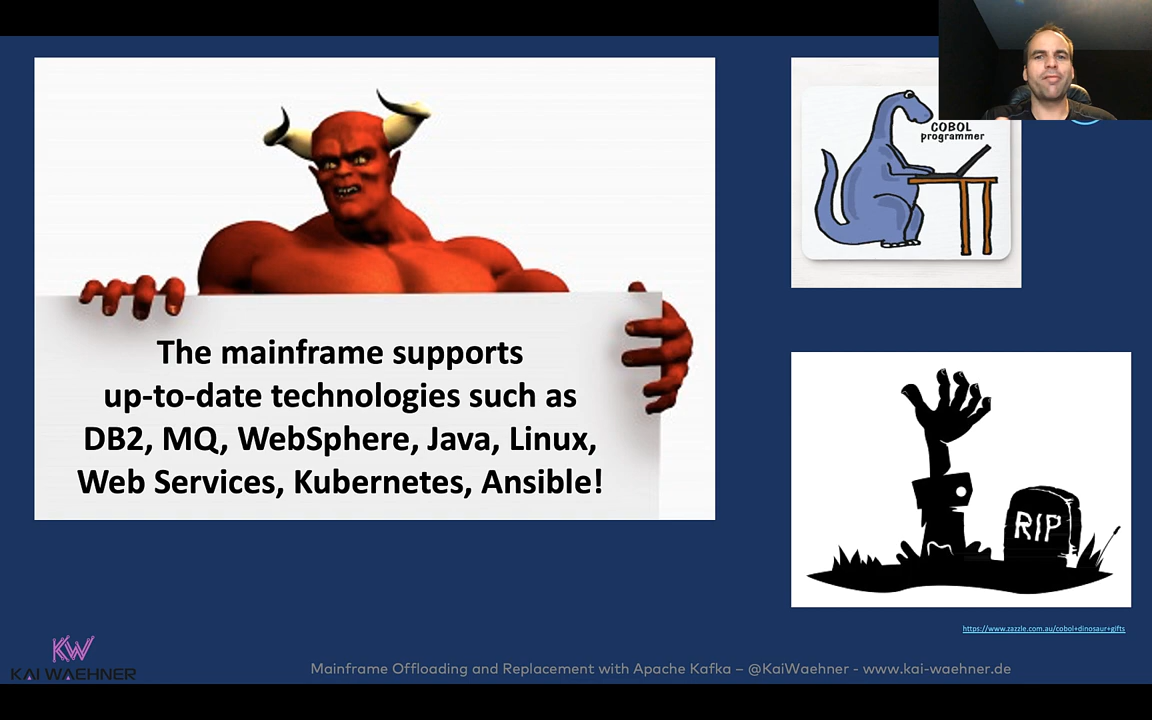 COBOL
programmer
The mainframe supports
up-to-date technologies such as
DB2, MQ, WebSphere, Java, Linux,
Web Services, Kubernetes, Ansible!
RIP
https://www.zazzle.com.au/cobol+dinosaur+gifts
KW
KAI WAEHNER
Mainframe Offloading and Replacement with Apache Kafka – @KaiWaehner - www.kai-waehner.de